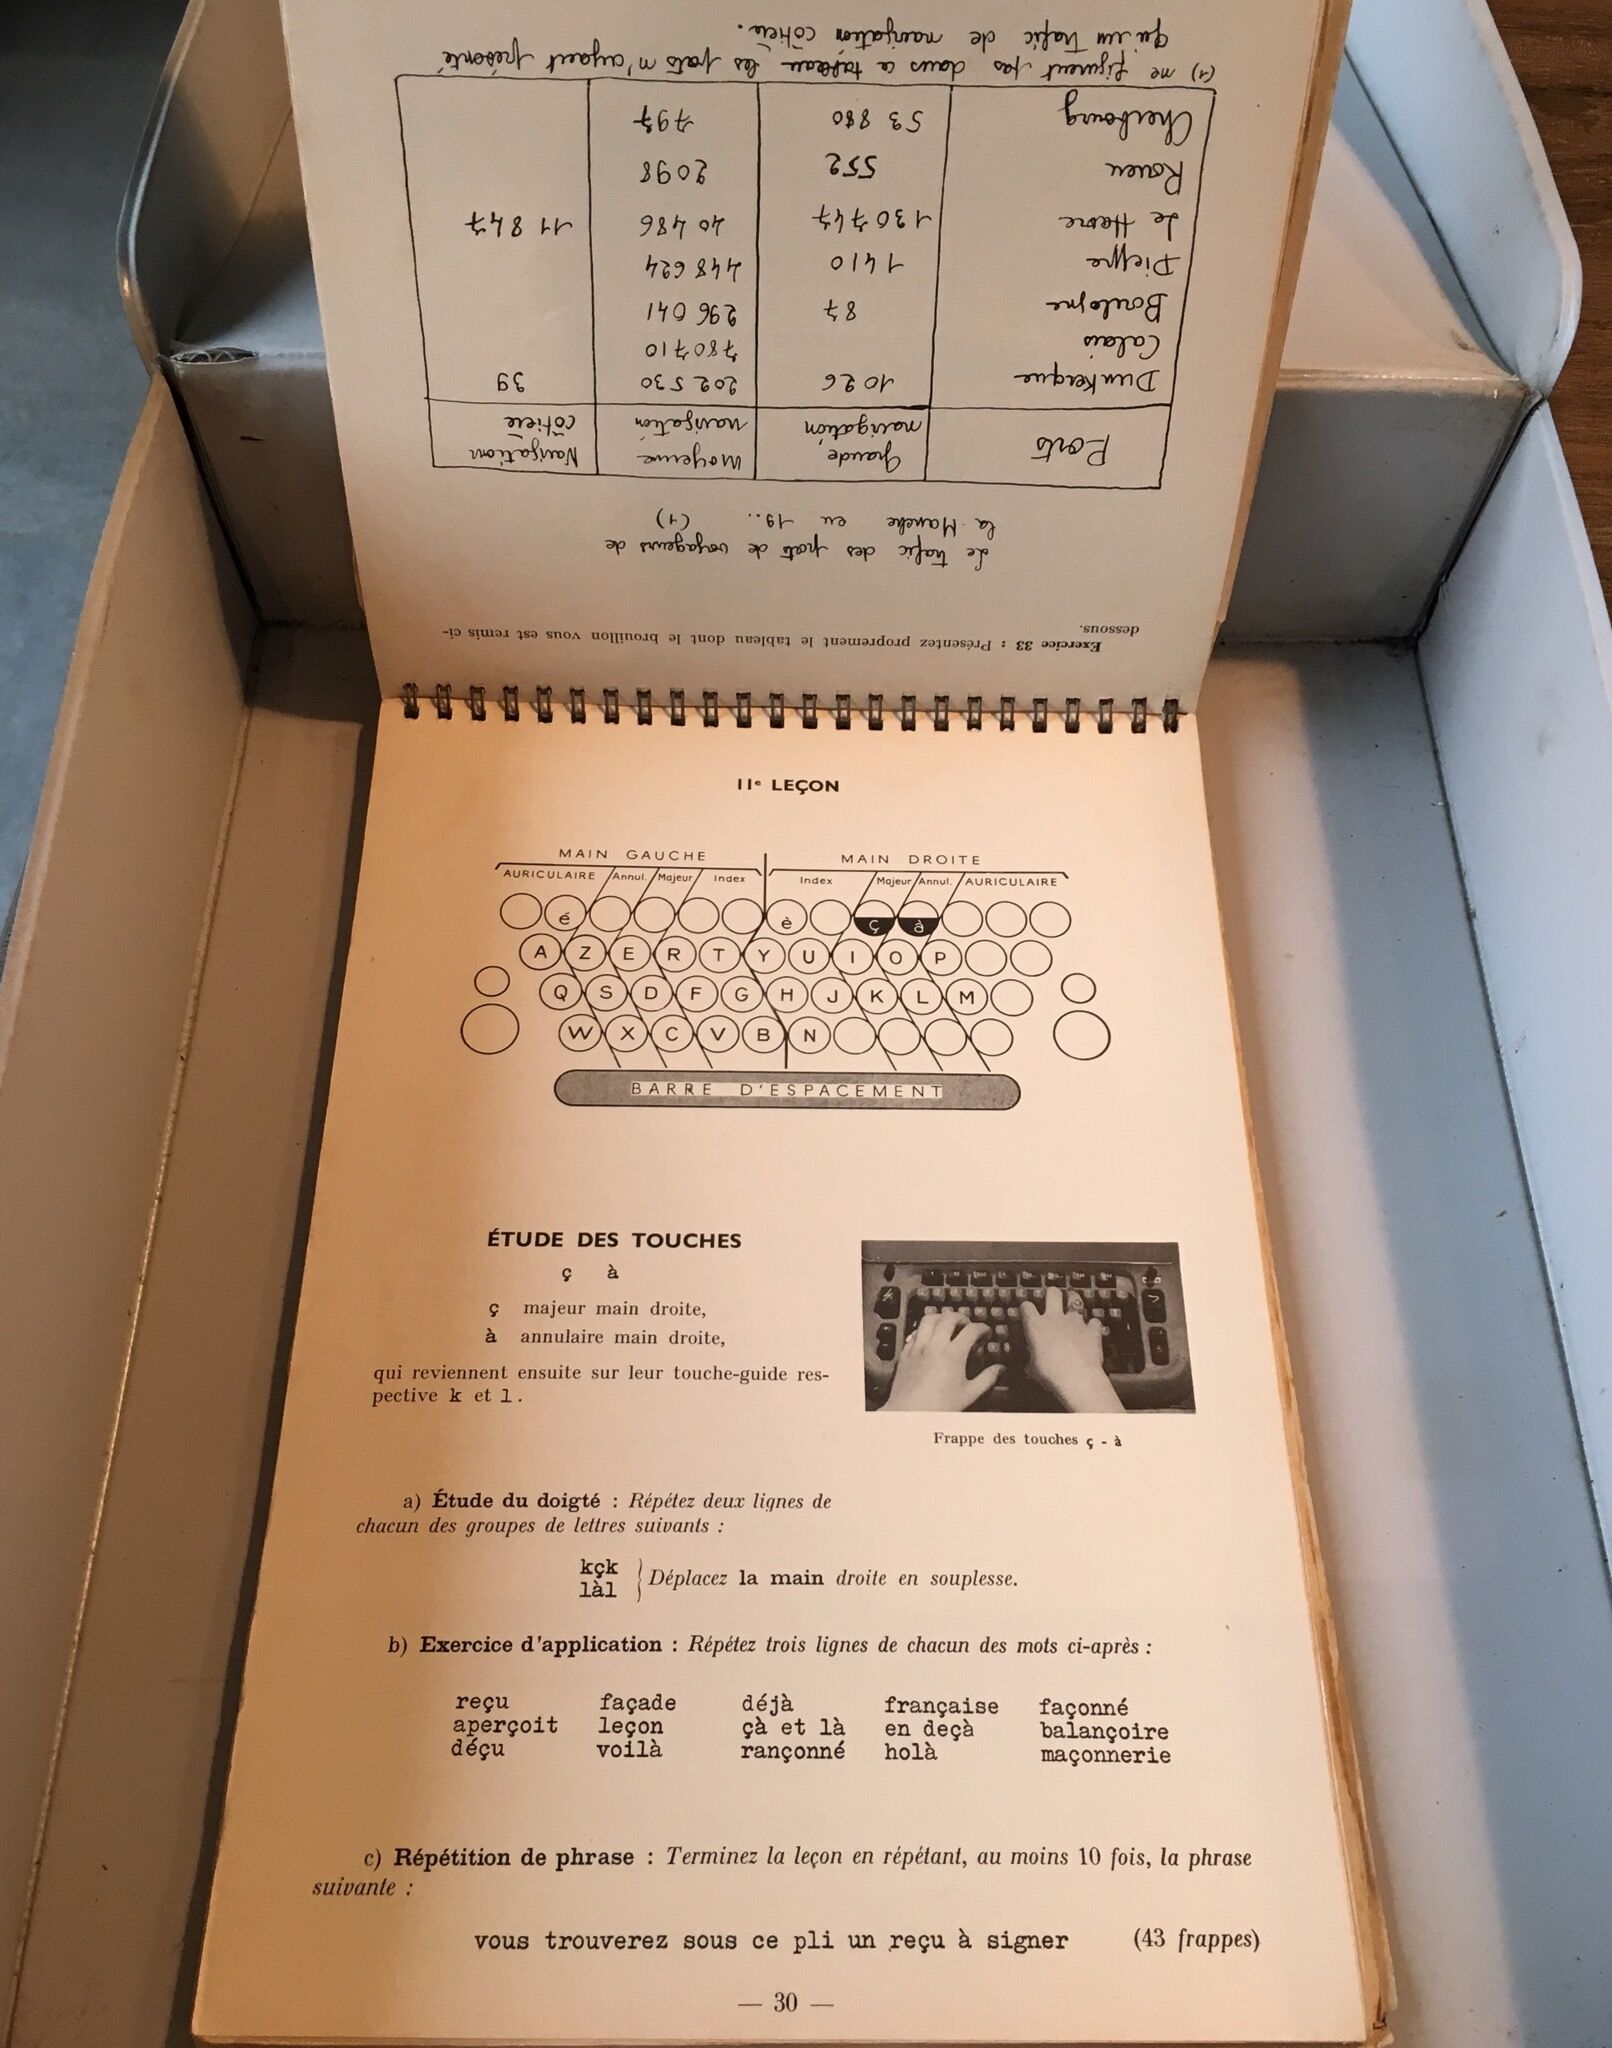 Exercice 33 : Présentez proprement le tableau dont le brouillon vous est remis ci-
dessous.
Le trafic des ports de voyageurs de
la Manche en 19.. (1)
Ports Grande Moyenne Navigation
navigation navigation côtière
Dunkerque 1026 202 530 39
Calais 780710
Boulogne 87 296 041
Dieppe 1410 448 624
Le Havre 130747 11 847
Rouen 552 2098
Cherbourg 53 880 797
(1) ne figurent pas dans ce tableau les ports n'ayant présenté
qu'un trafic de navigation côtière.
11e LEÇON
MAIN GAUCHE MAIN DROITE
AURICULAIRE Annul. Majeur Index Index Majeur Annul. AURICULAIRE
é è ç à
A Z E R T Y U I O P
Q S D F G H J K L M
W X C V B N
BARRE D'ESPACEMENT
ÉTUDE DES TOUCHES
ç à
ç majeur main droite,
à annulaire main droite,
qui reviennent ensuite sur leur touche-guide res-
pective k et l.
Frappe des touches ç - à
a) Étude du doigté : Répétez deux lignes de
chacun des groupes de lettres suivants :
kçk
làl
Déplacez la main droite en souplesse.
b) Exercice d'application : Répétez trois lignes de chacun des mots ci-après :
reçu façade déjà française façonné
aperçoit leçon çà et là en deçà balançoire
déçu voilà rançonné holà maçonnerie
c) Répétition de phrase : Terminez la leçon en répétant, au moins 10 fois, la phrase
suivante :
vous trouverez sous ce pli un reçu à signer (43 frappes)
— 30 —